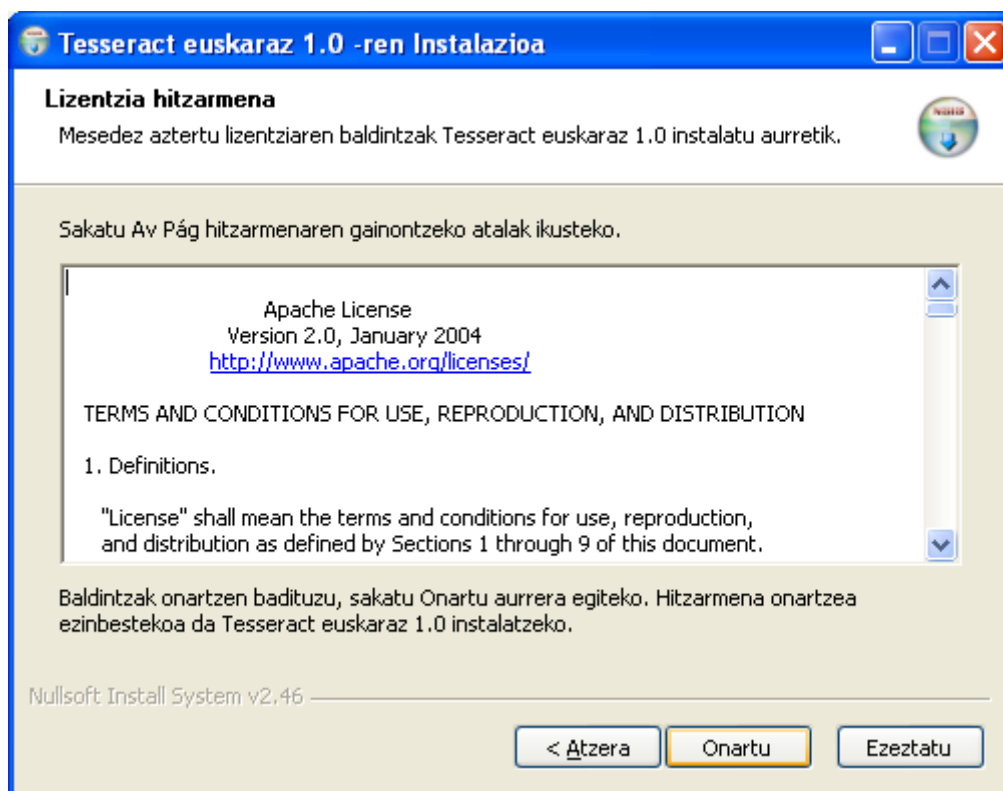 Tesseract euskaraz 1.0 -ren Instalazioa
Lizentzia hitzarmena
Mesedez aztertu lizentziaren baldintzak Tesseract euskaraz 1.0 instalatu aurretik.
Sakatu Av Pág hitzarmenaren gainontzeko atalak ikusteko.
Apache License
Version 2.0, January 2004
http://www.apache.org/licenses/
TERMS AND CONDITIONS FOR USE, REPRODUCTION, AND DISTRIBUTION
1. Definitions.
"License" shall mean the terms and conditions for use, reproduction,
and distribution as defined by Sections 1 through 9 of this document.
Baldintzak onartzen badituzu, sakatu Onartu aurrera egiteko. Hitzarmena onartzea
ezinbestekoa da Tesseract euskaraz 1.0 instalatzeko.
Nullsoft Install System v2.46
< Atzera Onartu Ezeztatu